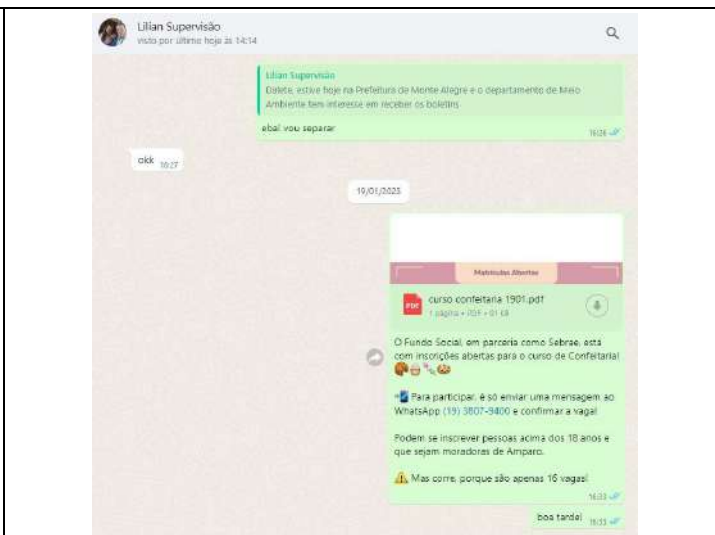 Lilian Supervisão
visto por último hoje às 14:14
Lilian Supervisão
Dalete, estive hoje na Prefeitura de Monte Alegre e o departamento de Meio
Ambiente tem interesse em receber os boletins
eba! vou separar
16:26
okk 16:27
19/01/2023
Matrículas Abertas
PDF
curso confeitaria 1901.pdf
1 página • PDF •
O Fundo Social, em parceria como Sebrae, está
com inscrições abertas para o curso de Confeitaria!
Para participar, é só enviar uma mensagem ao
WhatsApp (19) 3807-9400 e confirmar a vaga!
Podem se inscrever pessoas acima dos 18 anos e
que sejam moradoras de Amparo.
Mas corre, porque são apenas 16 vagas!
16:33
boa tarde! 16:33